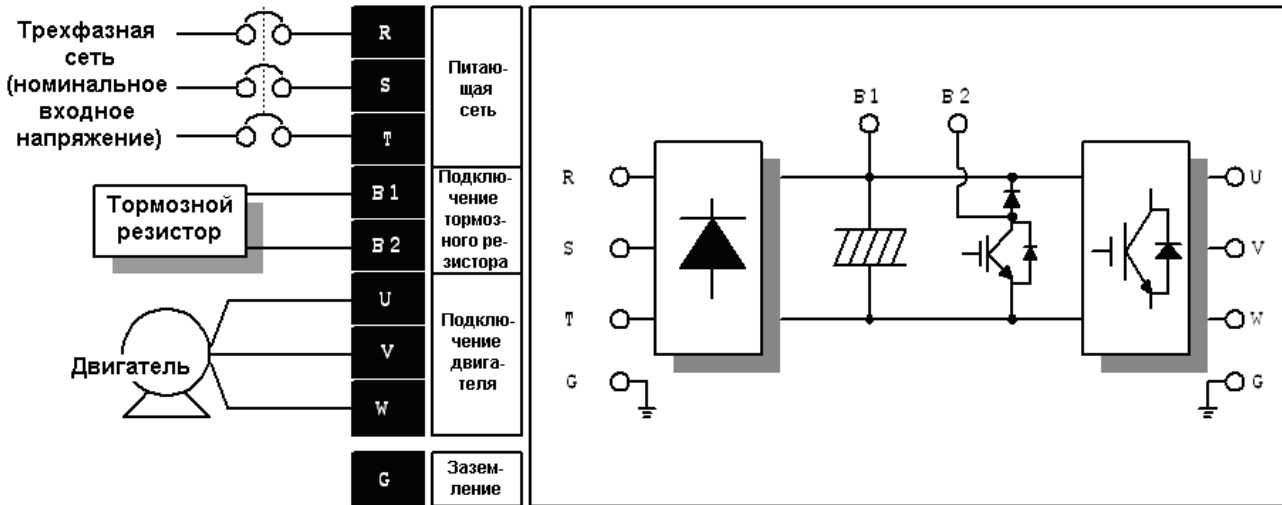 Трехфазная
сеть
(номинальное
входное
напряжение)
R
S
T
Питаю-
щая
сеть
Тормозной
резистор
B1
B2
Подклю-
чение
тормоз-
ного ре-
зистора
Двигатель
U
V
W
Подклю-
чение
двига-
теля
G
Зазем-
ление
B1 B2
R
S
T
G
U
V
W
G